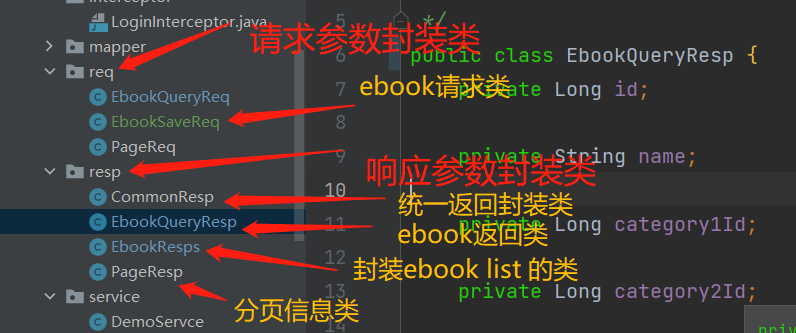 interceptor
LoginInterceptor.java
mapper
req
EbookQueryReq
EbookSaveReq
PageReq
resp
CommonResp
EbookQueryResp
EbookResps
PageResp
service
DemoServce
请求参数封装类
ebook请求类
响应参数封装类
统一返回封装类
ebook返回类
封装ebook list 的类
分页信息类
5 */
6 public class EbookQueryResp {
7 private Long id;
8
9 private String name;
10
11 private Long category1Id;
12
13 private Long category2Id;
14